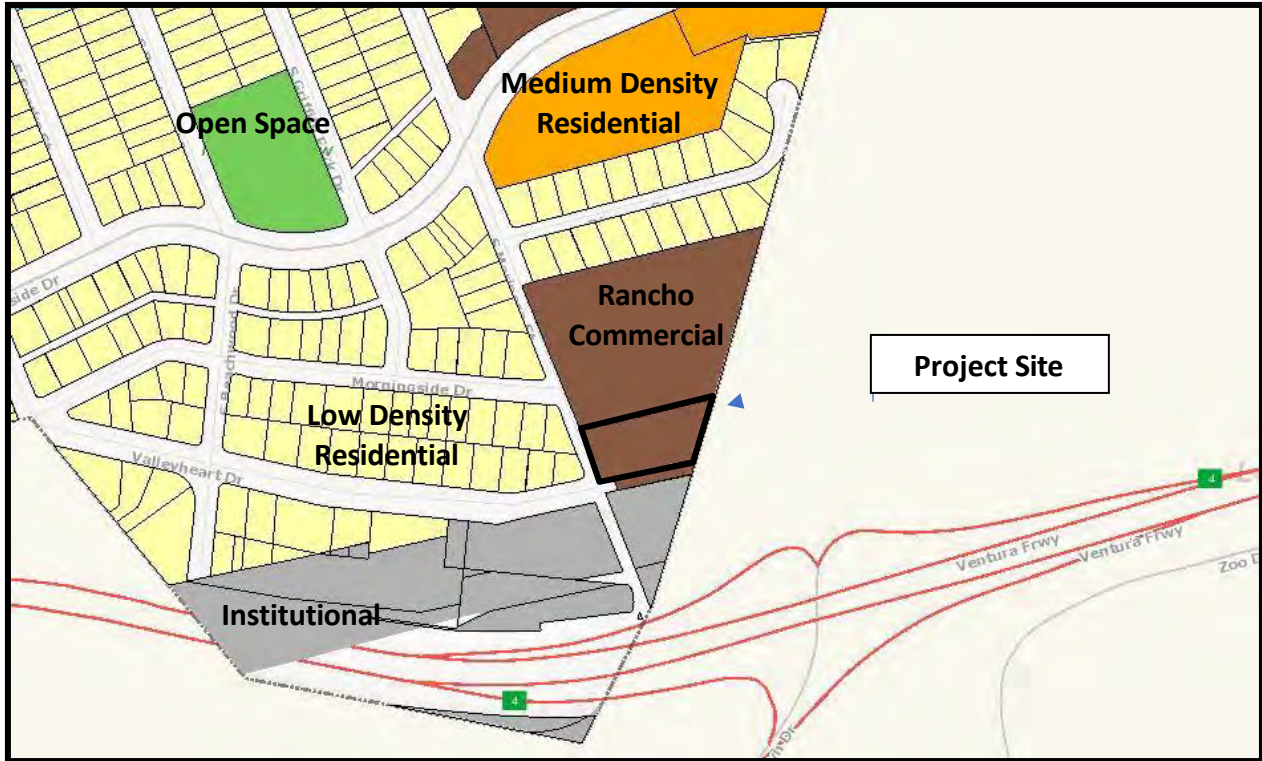 Medium Density
Residential
Open Space
Rancho
Commercial
Project Site
Morningside Dr
Low Density
Residential
Valleyheart Dr
Institutional
side Dr
Ventura Frwy
Ventura Frwy
4
4